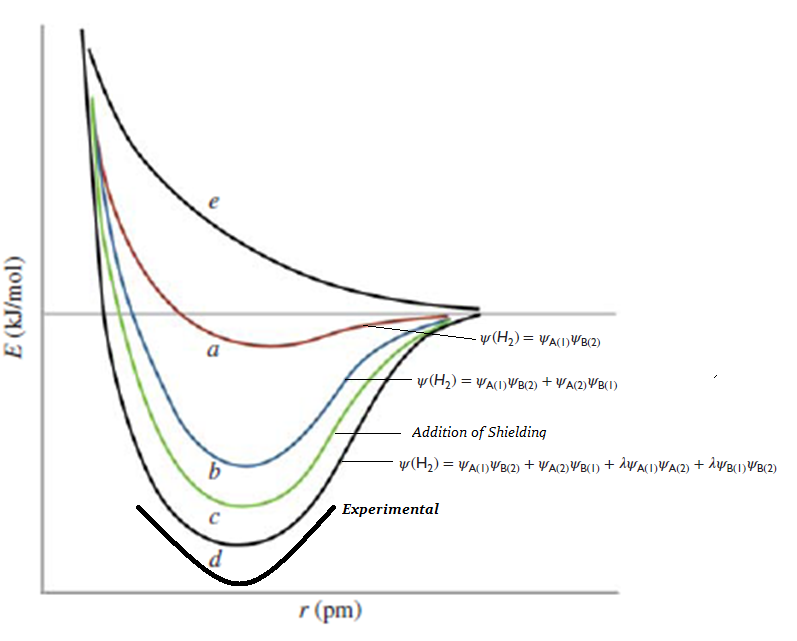 e
a
ψ(H₂) = ψA(1)ψB(2)
ψ(H₂) = ψA(1)ψB(2) + ψA(2)ψB(1)
Addition of Shielding
b
ψ(H₂) = ψA(1)ψB(2) + ψA(2)ψB(1) + λψA(1)ψA(2) + λψB(1)ψB(2)
c
Experimental
d
E (kJ/mol)
r (pm)